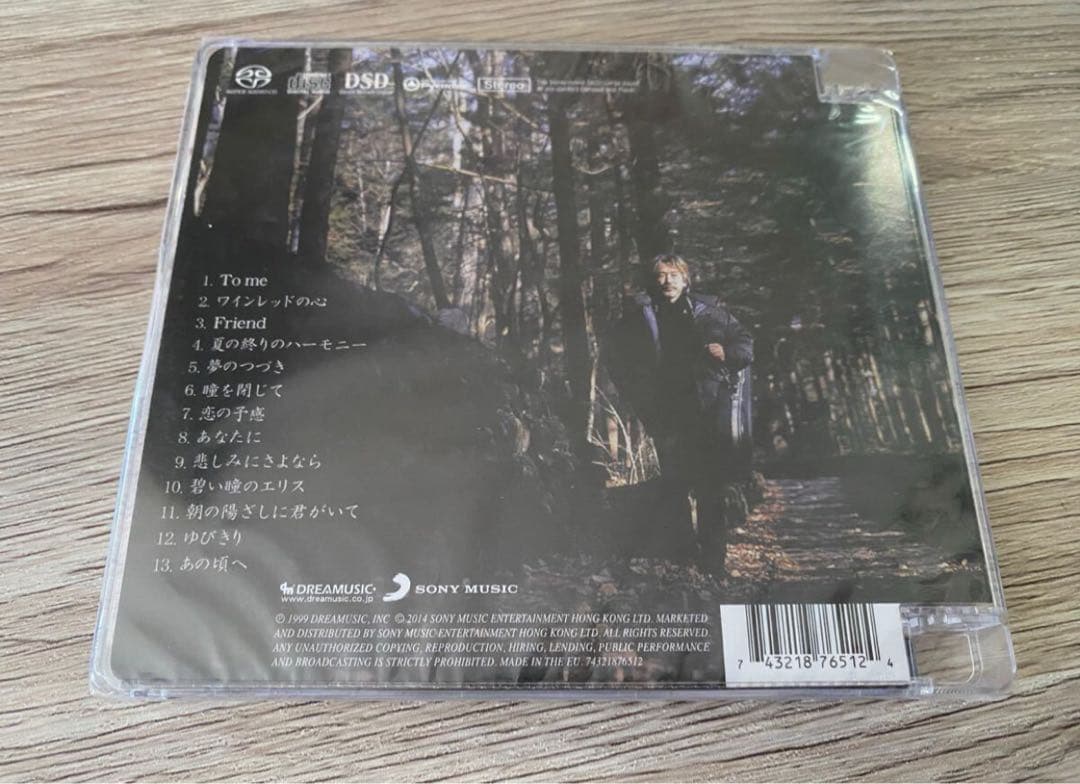 SUPER AUDIO CD
disc
DSD
Stereo
1. To me
2. ワインレッドの心
3. Friend
4. 夏の終りのハーモニー
5. 夢のつづき
6. 瞳を閉じて
7. 恋の予感
8. あなたに
9. 悲しみにさよなら
10. 碧い瞳のエリス
11. 朝の陽ざしに君がいて
12. ゆびきり
13. あの頃へ
DREAMUSIC・
www.dreamusic.co.jp
SONY MUSIC
℗ 1999 DREAMUSIC, INC © 2014 SONY MUSIC ENTERTAINMENT HONG KONG LTD. MARKETED
AND DISTRIBUTED BY SONY MUSIC ENTERTAINMENT HONG KONG LTD. ALL RIGHTS RESERVED.
ANY UNAUTHORIZED COPYING, REPRODUCTION, HIRING, LENDING, PUBLIC PERFORMANCE
AND BROADCASTING IS STRICTLY PROHIBITED. MADE IN THE EU. 74321876512
7 43218 76512 4